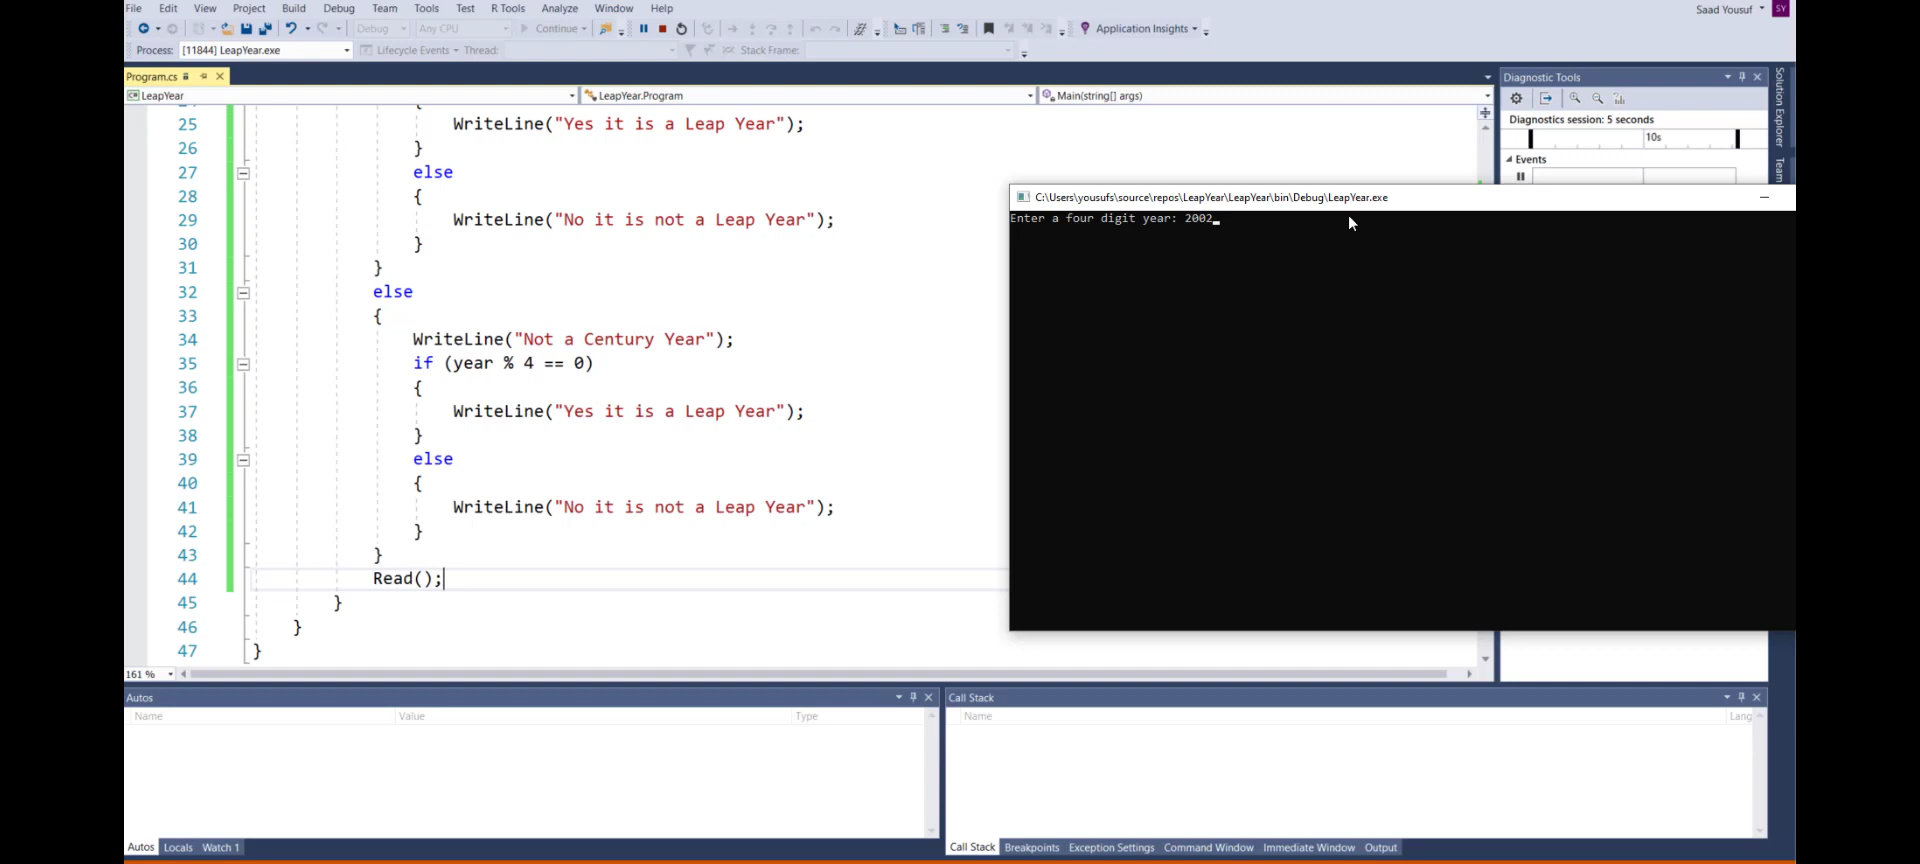 File Edit View Project Build Debug Team Tools Test R Tools Analyze Window Help
Saad Yousuf SY
Debug Any CPU Continue Application Insights
Process: [11844] LeapYear.exe Lifecycle Events Thread: Stack Frame:
Program.cs
LeapYear LeapYear.Program Main(string[] args)
25 WriteLine("Yes it is a Leap Year");
26 }
27 else
28 {
29 WriteLine("No it is not a Leap Year");
30 }
31 }
32 else
33 {
34 WriteLine("Not a Century Year");
35 if (year % 4 == 0)
36 {
37 WriteLine("Yes it is a Leap Year");
38 }
39 else
40 {
41 WriteLine("No it is not a Leap Year");
42 }
43 }
44 Read();
45 }
46 }
47 }
161 %
Diagnostic Tools
Diagnostics session: 5 seconds
10s
Events
Solution Explorer
Team
C:\Users\yousufs\source\repos\LeapYear\LeapYear\bin\Debug\LeapYear.exe
Enter a four digit year: 2002
Autos
Name Value Type
Autos Locals Watch 1
Call Stack
Name Lang
Call Stack Breakpoints Exception Settings Command Window Immediate Window Output